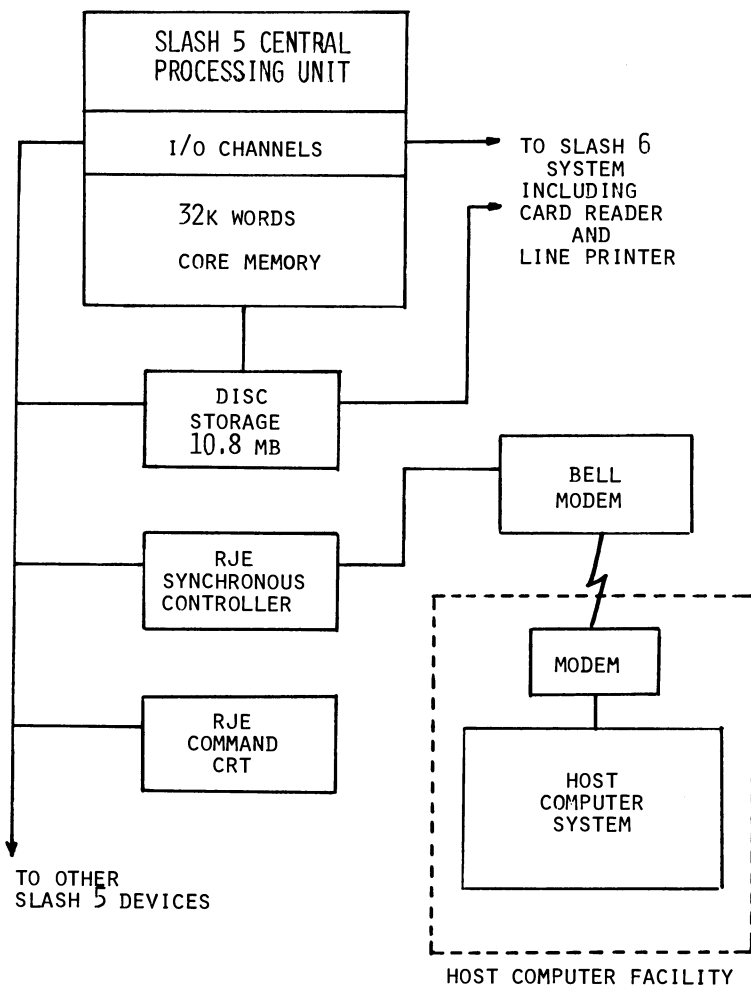 SLASH 5 CENTRAL
PROCESSING UNIT
I/O CHANNELS
32K WORDS
CORE MEMORY
TO SLASH 6
SYSTEM
INCLUDING
CARD READER
AND
LINE PRINTER
DISC
STORAGE
10.8 MB
BELL
MODEM
RJE
SYNCHRONOUS
CONTROLLER
MODEM
RJE
COMMAND
CRT
HOST
COMPUTER
SYSTEM
TO OTHER
SLASH 5 DEVICES
HOST COMPUTER FACILITY